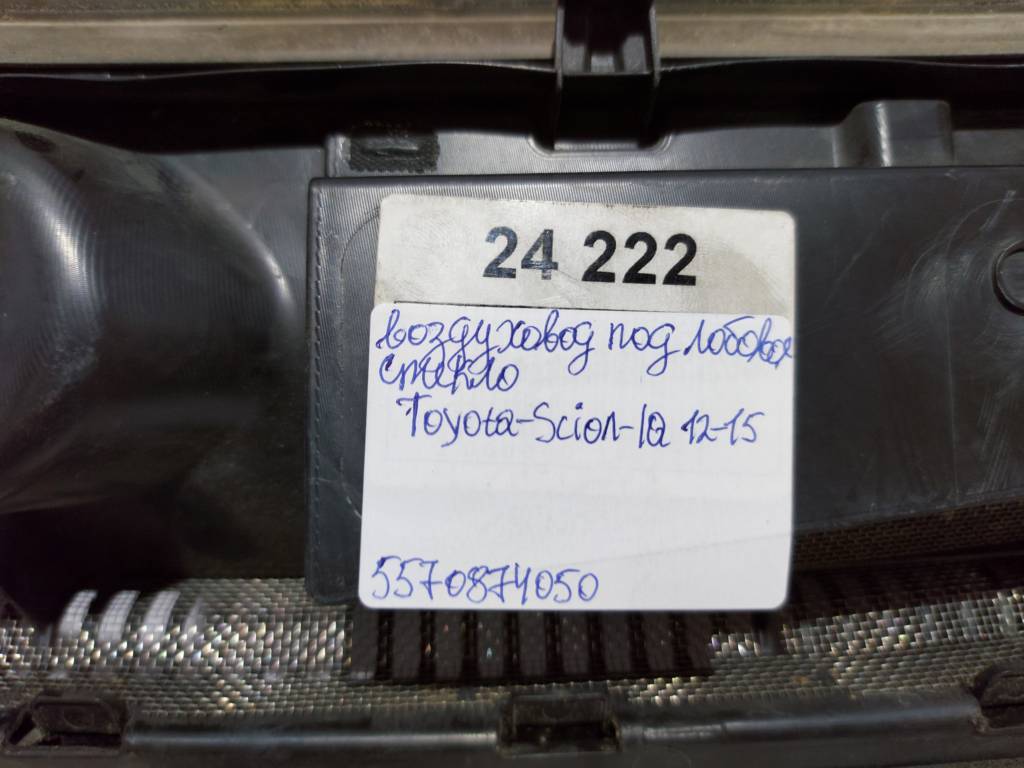 24 222
воздуховод под лобовое
стекло
Toyota-Scion-IQ 12-15
5570874050